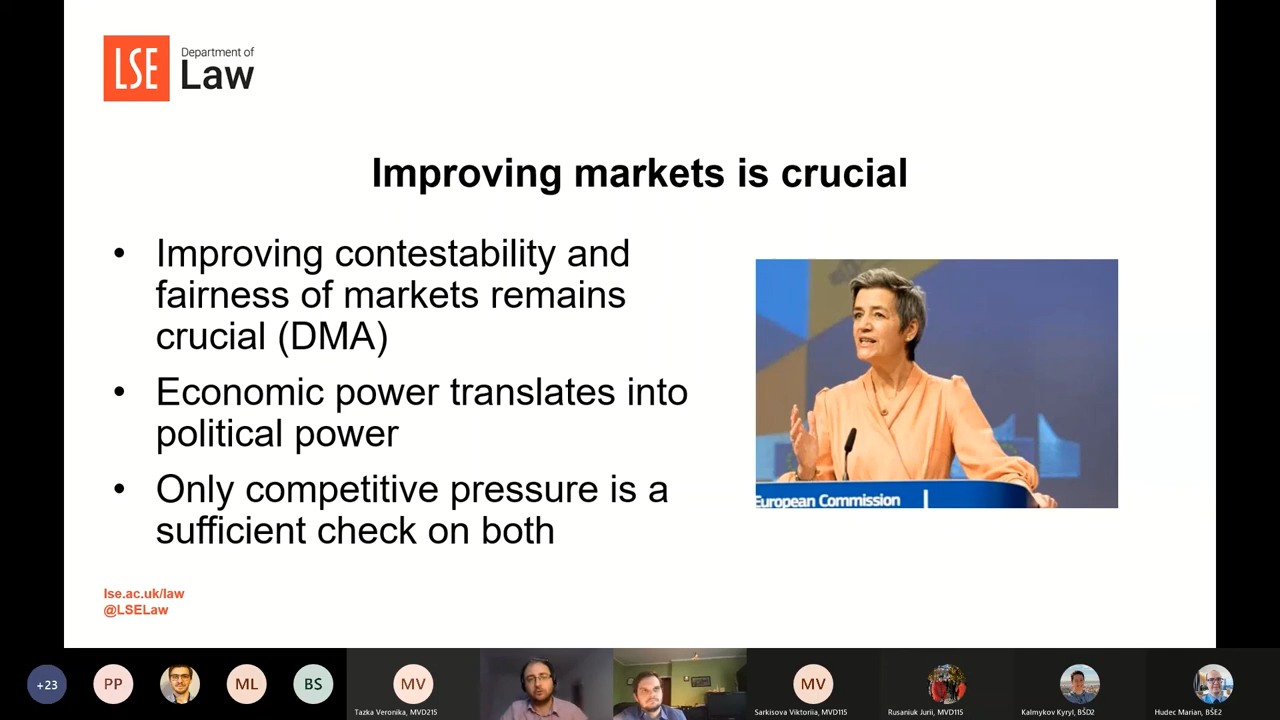 LSE
Department of
Law
Improving markets is crucial
• Improving contestability and
fairness of markets remains
crucial (DMA)
• Economic power translates into
political power
• Only competitive pressure is a
sufficient check on both
European Commission
lse.ac.uk/law
@LSELaw
+23
PP
ML
BS
MV
Tazka Veronika, MVD215
MV
Sarkisova Viktoriia, MVD115
Rusaniuk Jurii, MVD115
Kalmykov Kyryl, BŠD2
Hudec Marian, BŠE2